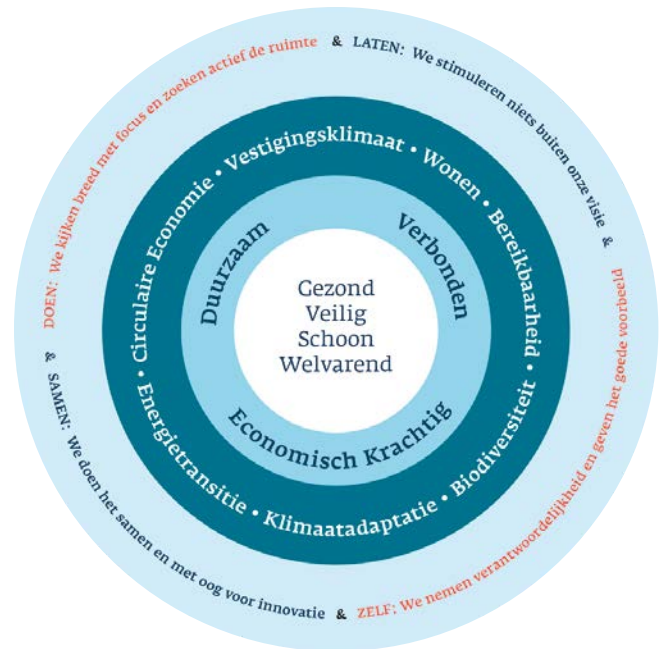 DOEN: We kijken breed met focus en zoeken actief de ruimte & LATEN: We stimuleren niets buiten onze visie &
ZELF: We nemen verantwoordelijkheid en geven het goede voorbeeld &
SAMEN: We doen het samen en met oog voor innovatie &
Circulaire Economie • Vestigingsklimaat • Wonen • Bereikbaarheid • Biodiversiteit • Klimaatadaptatie • Energietransitie •
Duurzaam
Verbonden
Economisch Krachtig
Gezond
Veilig
Schoon
Welvarend